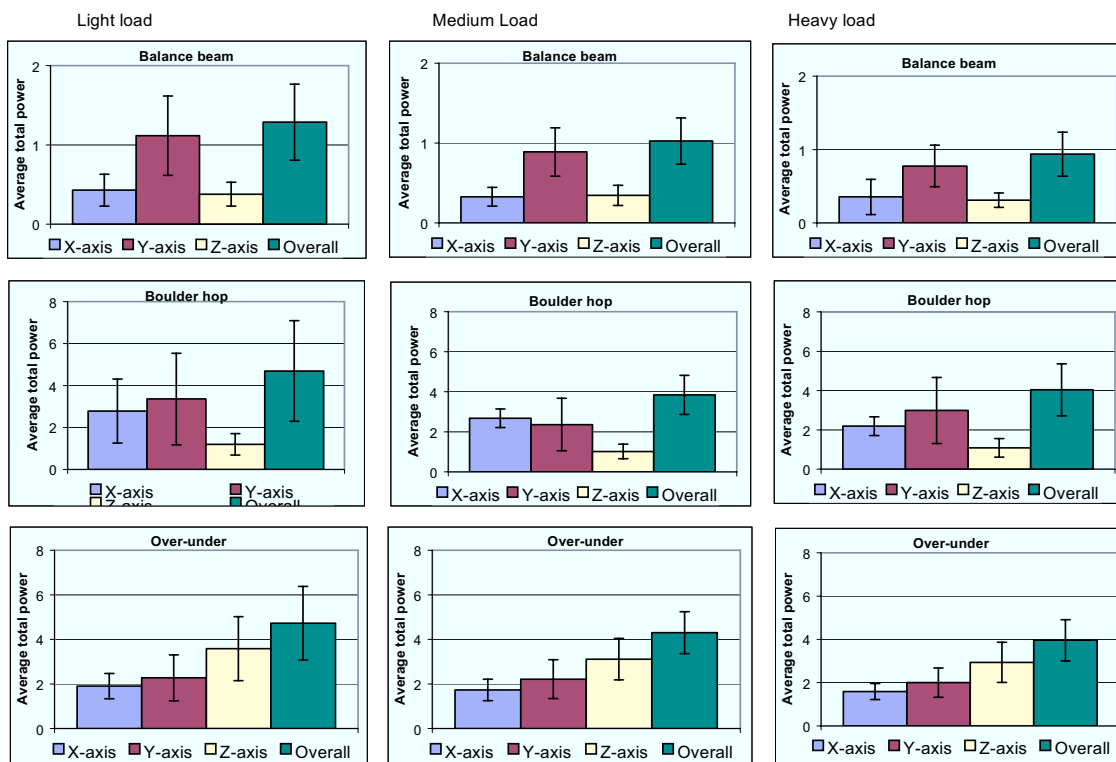 Light load
Medium Load
Heavy load
Balance beam
Average total power
2
1
0
X-axis Y-axis Z-axis Overall
Balance beam
Average total power
2
1
0
X-axis Y-axis Z-axis Overall
Balance beam
Average total power
2
1
0
X-axis Y-axis Z-axis Overall
Boulder hop
Average total power
8
6
4
2
0
X-axis Y-axis
Z-axis Overall
Boulder hop
Average total power
8
6
4
2
0
X-axis Y-axis Z-axis Overall
Boulder hop
Average total power
8
6
4
2
0
X-axis Y-axis Z-axis Overall
Over-under
Average total power
8
6
4
2
0
X-axis Y-axis Z-axis Overall
Over-under
Average total power
8
6
4
2
0
X-axis Y-axis Z-axis Overall
Over-under
Average total power
8
6
4
2
0
X-axis Y-axis Z-axis Overall